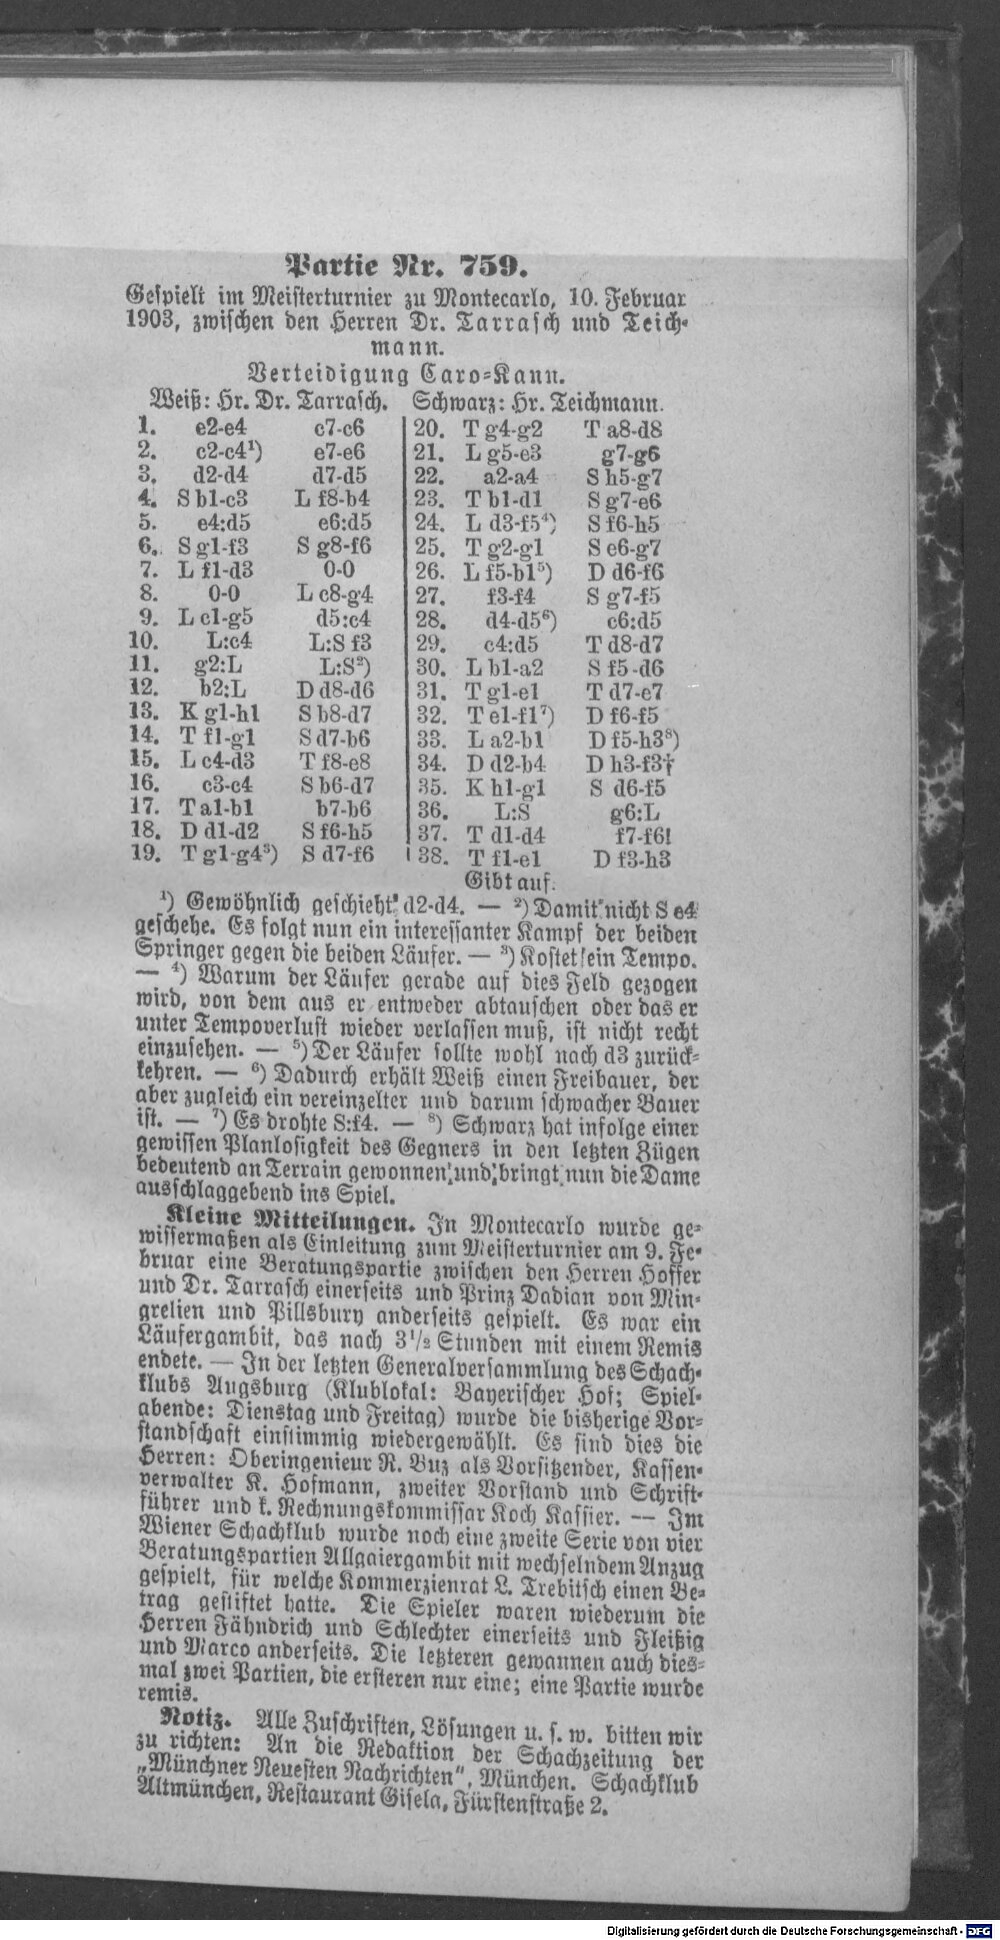 Partie Nr. 759.
Gespielt im Meisterturnier zu Montecarlo, 10. Februar
1903, zwischen den Herren Dr. Tarrasch und Teich-
mann.
Verteidigung Caro-Kann.
Weiß: Hr. Dr. Tarrasch. Schwarz: Hr. Teichmann.
1. e2-e4 c7-c6
2. c2-c4¹) e7-e6
3. d2-d4 d7-d5
4. S b1-c3 L f8-b4
5. e4:d5 e6:d5
6. S g1-f3 S g8-f6
7. L f1-d3 0-0
8. 0-0 L c8-g4
9. L c1-g5 d5:c4
10. L:c4 L:S f3
11. g2:L L:S²)
12. b2:L D d8-d6
13. K g1-h1 S b8-d7
14. T f1-g1 S d7-b6
15. L c4-d3 T f8-e8
16. c3-c4 S b6-d7
17. T a1-b1 b7-b6
18. D d1-d2 S f6-h5
19. T g1-g4³) S d7-f6
20. T g4-g2 T a8-d8
21. L g5-e3 g7-g6
22. a2-a4 S h5-g7
23. T b1-d1 S g7-e6
24. L d3-f5⁴) S f6-h5
25. T g2-g1 S e6-g7
26. L f5-b1⁵) D d6-f6
27. f3-f4 S g7-f5
28. d4-d5⁶) c6:d5
29. c4:d5 T d8-d7
30. L b1-a2 S f5-d6
31. T g1-e1 T d7-e7
32. T e1-f1⁷) D f6-f5
33. L a2-b1 D f5-h3⁸)
34. D d2-b4 D h3-f3†
35. K h1-g1 S d6-f5
36. L:S g6:L
37. T d1-d4 f7-f6!
38. T f1-e1 D f3-h3
Gibt auf.
¹) Gewöhnlich geschieht d2-d4. — ²) Damit nicht S e4
geschehe. Es folgt nun ein interessanter Kampf der beiden
Springer gegen die beiden Läufer. — ³) Kostet ein Tempo.
— ⁴) Warum der Läufer gerade auf dies Feld gezogen
wird, von dem aus er entweder abtauschen oder das er
unter Tempoverlust wieder verlassen muß, ist nicht recht
einzusehen. — ⁵) Der Läufer sollte wohl nach d3 zurück-
kehren. — ⁶) Dadurch erhält Weiß einen Freibauer, der
aber zugleich ein vereinzelter und darum schwacher Bauer
ist. — ⁷) Es drohte S:f4. — ⁸) Schwarz hat infolge einer
gewissen Planlosigkeit des Gegners in den letzten Zügen
bedeutend an Terrain gewonnen und bringt nun die Dame
ausschlaggebend ins Spiel.
Kleine Mitteilungen. In Montecarlo wurde ge-
wissermaßen als Einleitung zum Meisterturnier am 9. Fe-
bruar eine Beratungspartie zwischen den Herren Hoffer
und Dr. Tarrasch einerseits und Prinz Dadian von Min-
grelien und Pillsbury anderseits gespielt. Es war ein
Läufergambit, das nach 3½ Stunden mit einem Remis
endete. — In der letzten Generalversammlung des Schach-
klubs Augsburg (Klublokal: Bayerischer Hof; Spiel-
abende: Dienstag und Freitag) wurde die bisherige Vor-
standschaft einstimmig wiedergewählt. Es sind dies die
Herren: Oberingenieur R. Buz als Vorsitzender, Kassen-
verwalter K. Hofmann, zweiter Vorstand und Schrift-
führer und k. Rechnungskommissar Koch Kassier. — Im
Wiener Schachklub wurde noch eine zweite Serie von vier
Beratungspartien Allgaiergambit mit wechselndem Anzug
gespielt, für welche Kommerzienrat L. Trebitsch einen Be-
trag gestiftet hatte. Die Spieler waren wiederum die
Herren Fähndrich und Schlechter einerseits und Fleißig
und Marco anderseits. Die letzteren gewannen auch dies-
mal zwei Partien, die ersteren nur eine; eine Partie wurde
remis.
Notiz. Alle Zuschriften, Lösungen u. s. w. bitten wir
zu richten: An die Redaktion der Schachzeitung der
„Münchner Neuesten Nachrichten“, München. Schachklub
Altmünchen, Restaurant Gisela, Fürstenstraße 2.
Digitalisierung gefördert durch die Deutsche Forschungsgemeinschaft - DFG